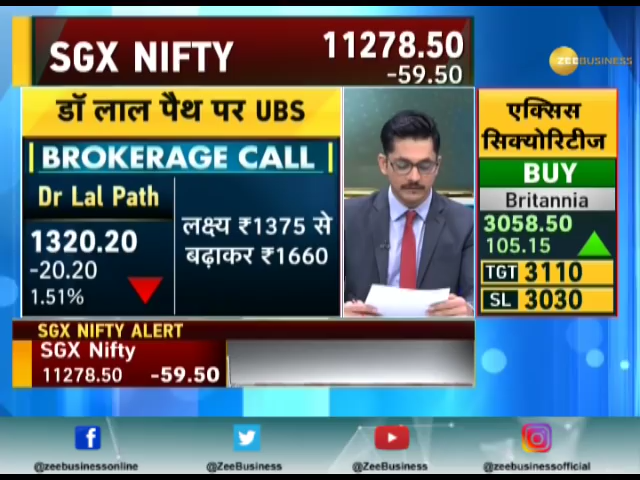 SGX NIFTY
11278.50
-59.50
ZEEBUSINESS
डॉ लाल पैथ पर UBS
BROKERAGE CALL
Dr Lal Path
1320.20
-20.20
1.51%
लक्ष्य ₹1375 से
बढ़ाकर ₹1660
एक्सिस
सिक्योरिटीज
BUY
Britannia
3058.50
105.15
TGT 3110
SL 3030
SGX NIFTY ALERT
SGX Nifty
11278.50 -59.50
@zeebusinessonline
@ZeeBusiness
@ZeeBusiness
@zeebusinessofficial